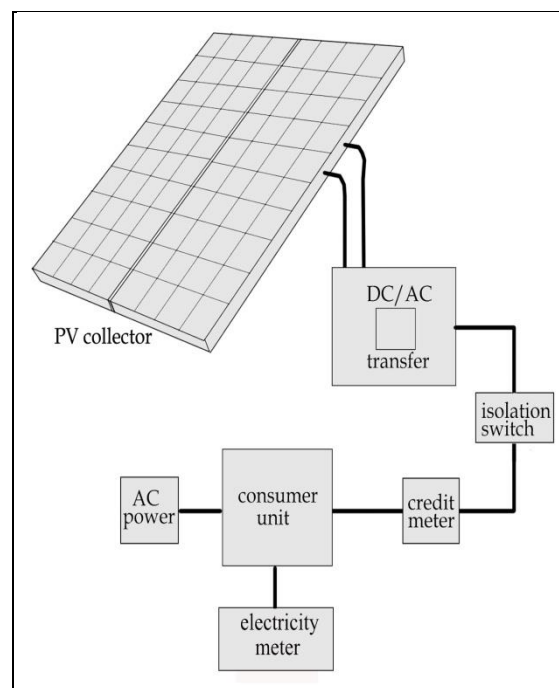 PV collector
DC/AC
transfer
isolation
switch
AC
power
consumer
unit
credit
meter
electricity
meter